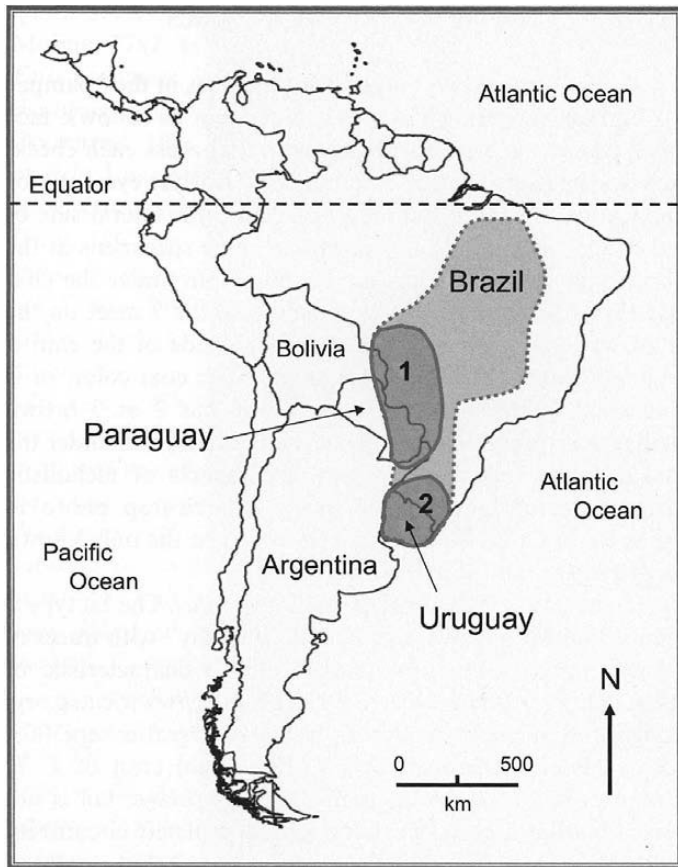 Atlantic Ocean
Equator
Brazil
Bolivia
1
Paraguay
2
Atlantic
Ocean
Pacific
Ocean
Argentina
Uruguay
N
0 500
km